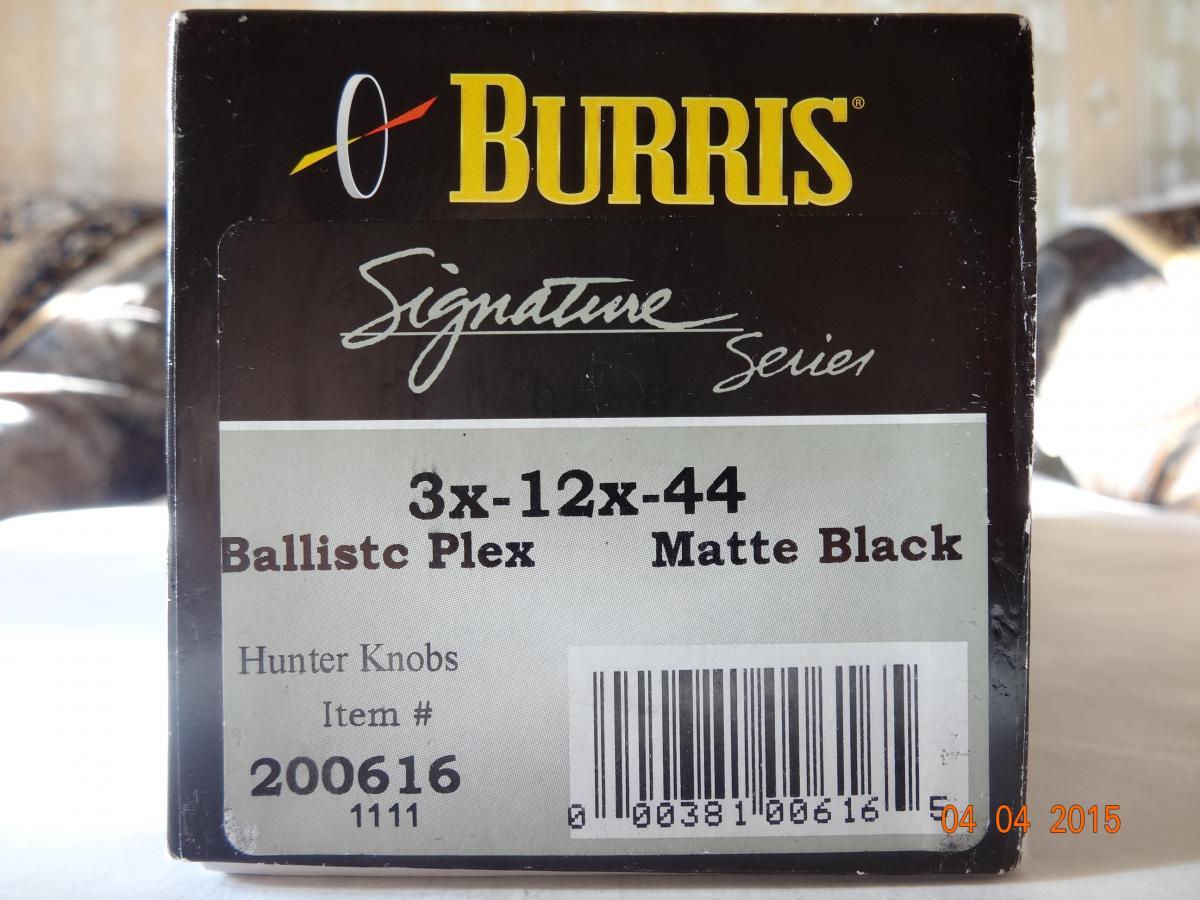 BURRIS®
Signature
Series
3x-12x-44
Ballistc Plex Matte Black
Hunter Knobs
Item #
200616
1111
0 00381 00616 5
04 04 2015